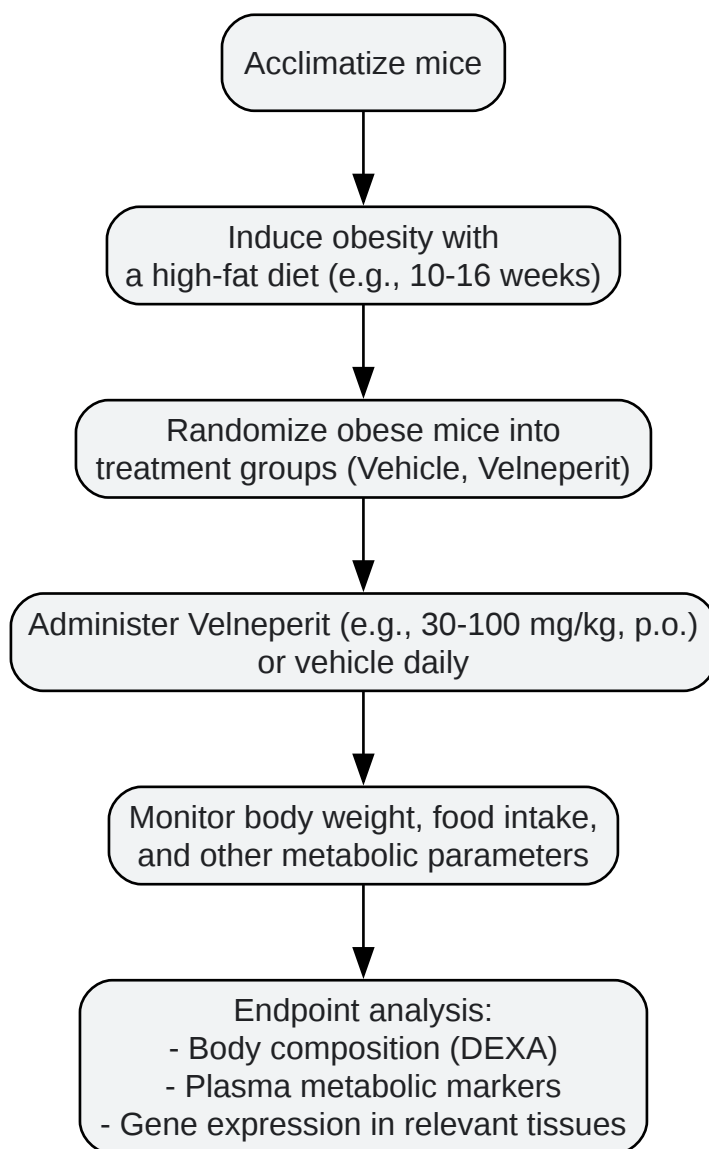 Acclimatize mice
Induce obesity with
a high-fat diet (e.g., 10-16 weeks)
Randomize obese mice into
treatment groups (Vehicle, Velneperit)
Administer Velneperit (e.g., 30-100 mg/kg, p.o.)
or vehicle daily
Monitor body weight, food intake,
and other metabolic parameters
Endpoint analysis:
- Body composition (DEXA)
- Plasma metabolic markers
- Gene expression in relevant tissues